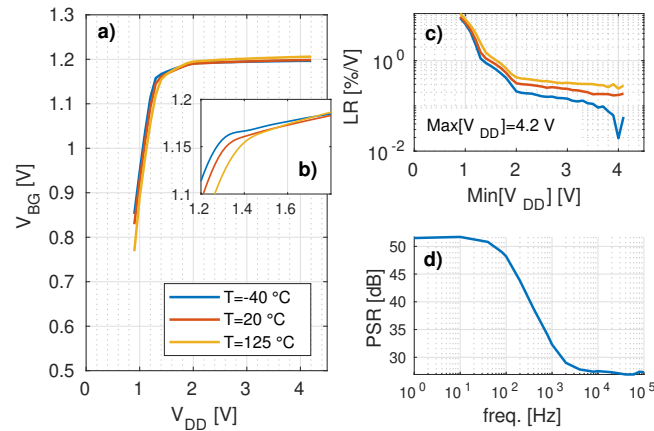 a)
1.3
1.2
1.1
1
0.9
0.8
0.7
0.6
0.5
V_BG [V]
0 1 2 3 4
V_DD [V]
T=-40 °C
T=20 °C
T=125 °C
1.2
1.15
1.1
b)
1.2 1.4 1.6
c)
10^0
10^-2
LR [%/V]
Max[V_DD]=4.2 V
0 1 2 3 4
Min[V_DD] [V]
d)
50
45
40
35
30
PSR [dB]
10^0 10^1 10^2 10^3 10^4 10^5
freq. [Hz]